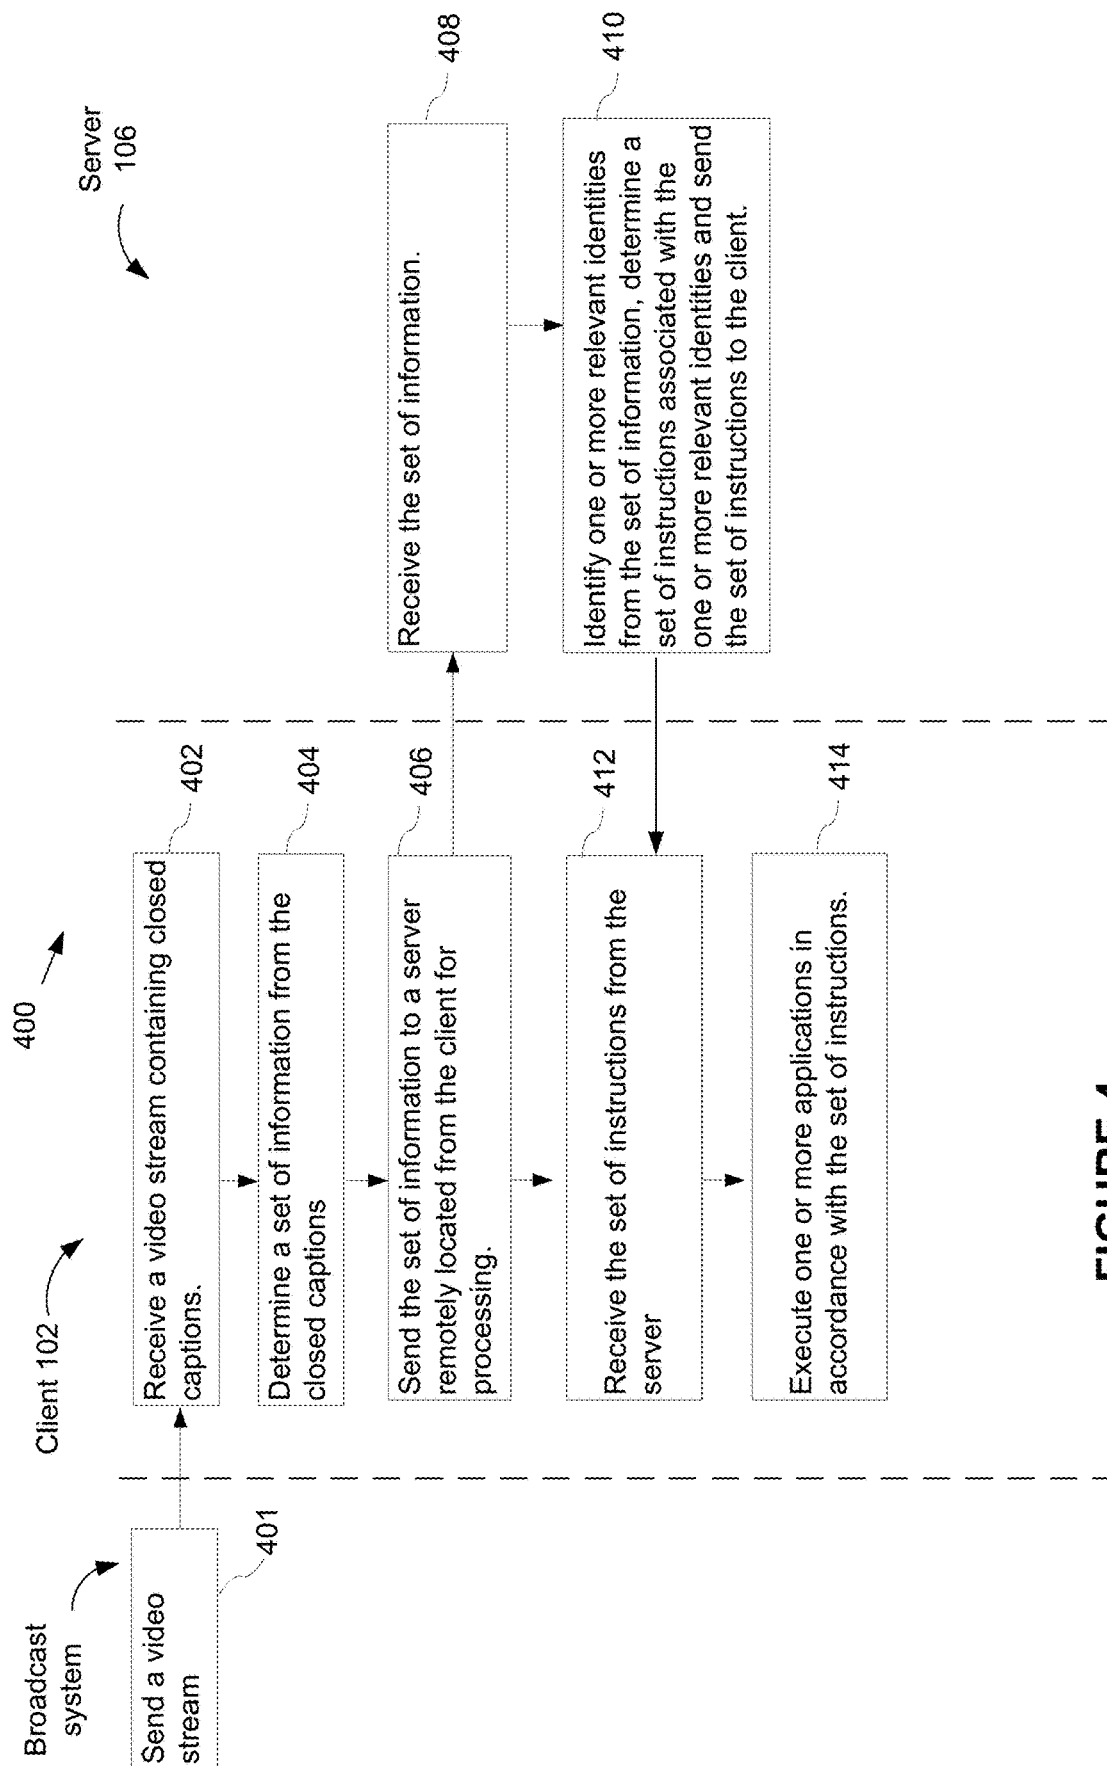 400
Broadcast
system
Client 102
Server
106
Send a video
stream
401
Receive a video stream containing closed
captions.
402
Determine a set of information from the
closed captions
404
Send the set of information to a server
remotely located from the client for
processing.
406
Receive the set of information.
408
Identify one or more relevant identities
from the set of information, determine a
set of instructions associated with the
one or more relevant identities and send
the set of instructions to the client.
410
Receive the set of instructions from the
server
412
Execute one or more applications in
accordance with the set of instructions.
414
FIGURE 4